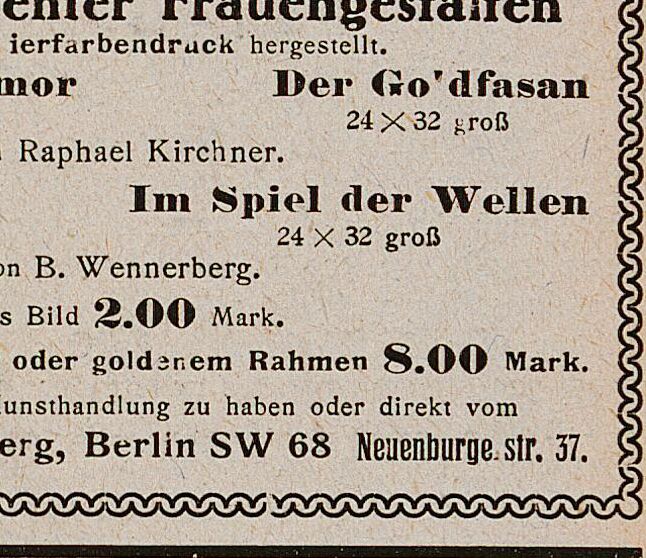 enter Frauengestalten
ierfarbendruck hergestellt.
mor Der Go'dfasan
24 × 32 groß
Raphael Kirchner.
Im Spiel der Wellen
24 × 32 groß
on B. Wennerberg.
s Bild 2.00 Mark.
oder goldenem Rahmen 8.00 Mark.
unsthandlung zu haben oder direkt vom
erg, Berlin SW 68 Neuenburge.str. 37.